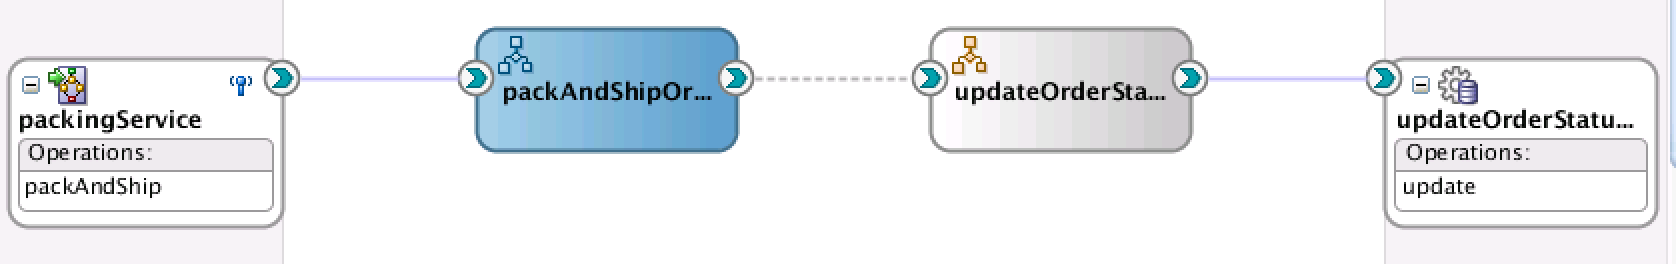 packingService
Operations:
packAndShip
packAndShipOr...
updateOrderSta...
updateOrderStatu...
Operations:
update